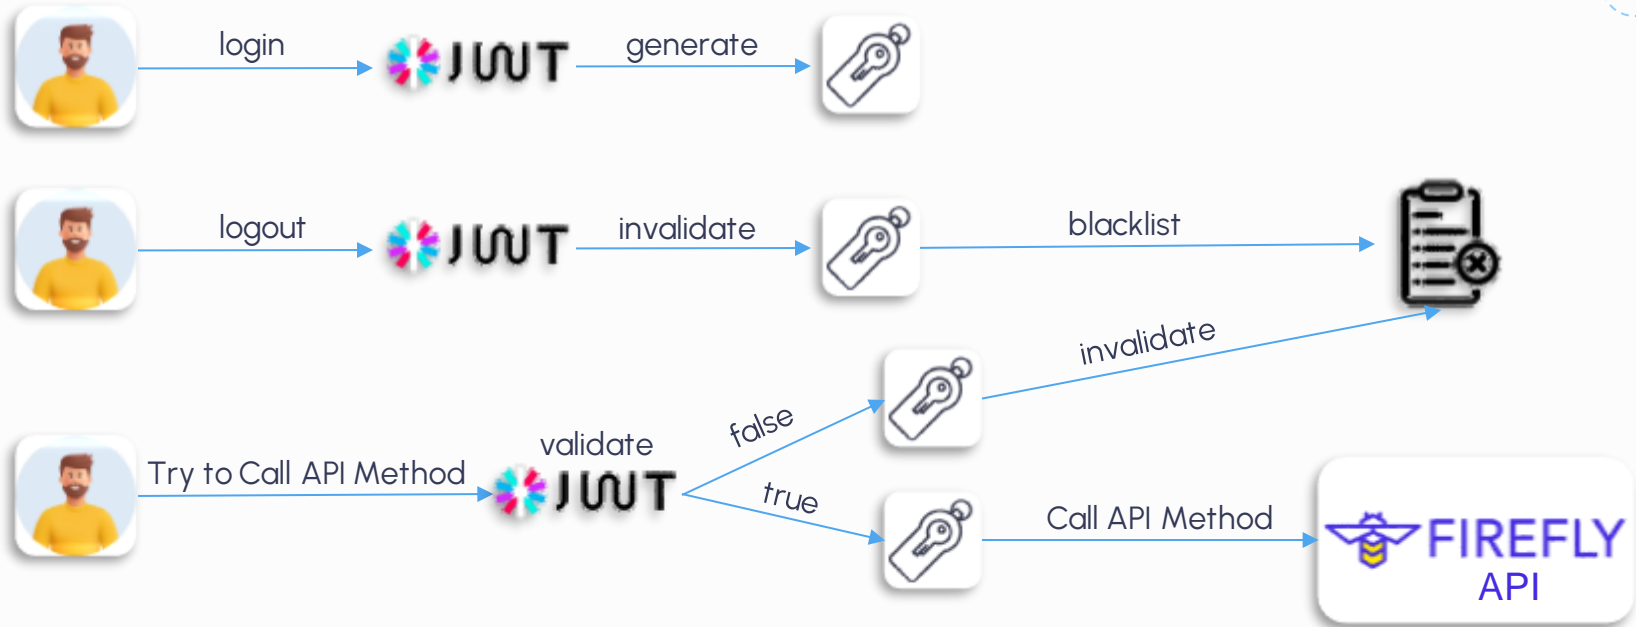 login
JWT
generate
logout
JWT
invalidate
blacklist
invalidate
Try to Call API Method
validate
JWT
false
true
Call API Method
FIREFLY
API